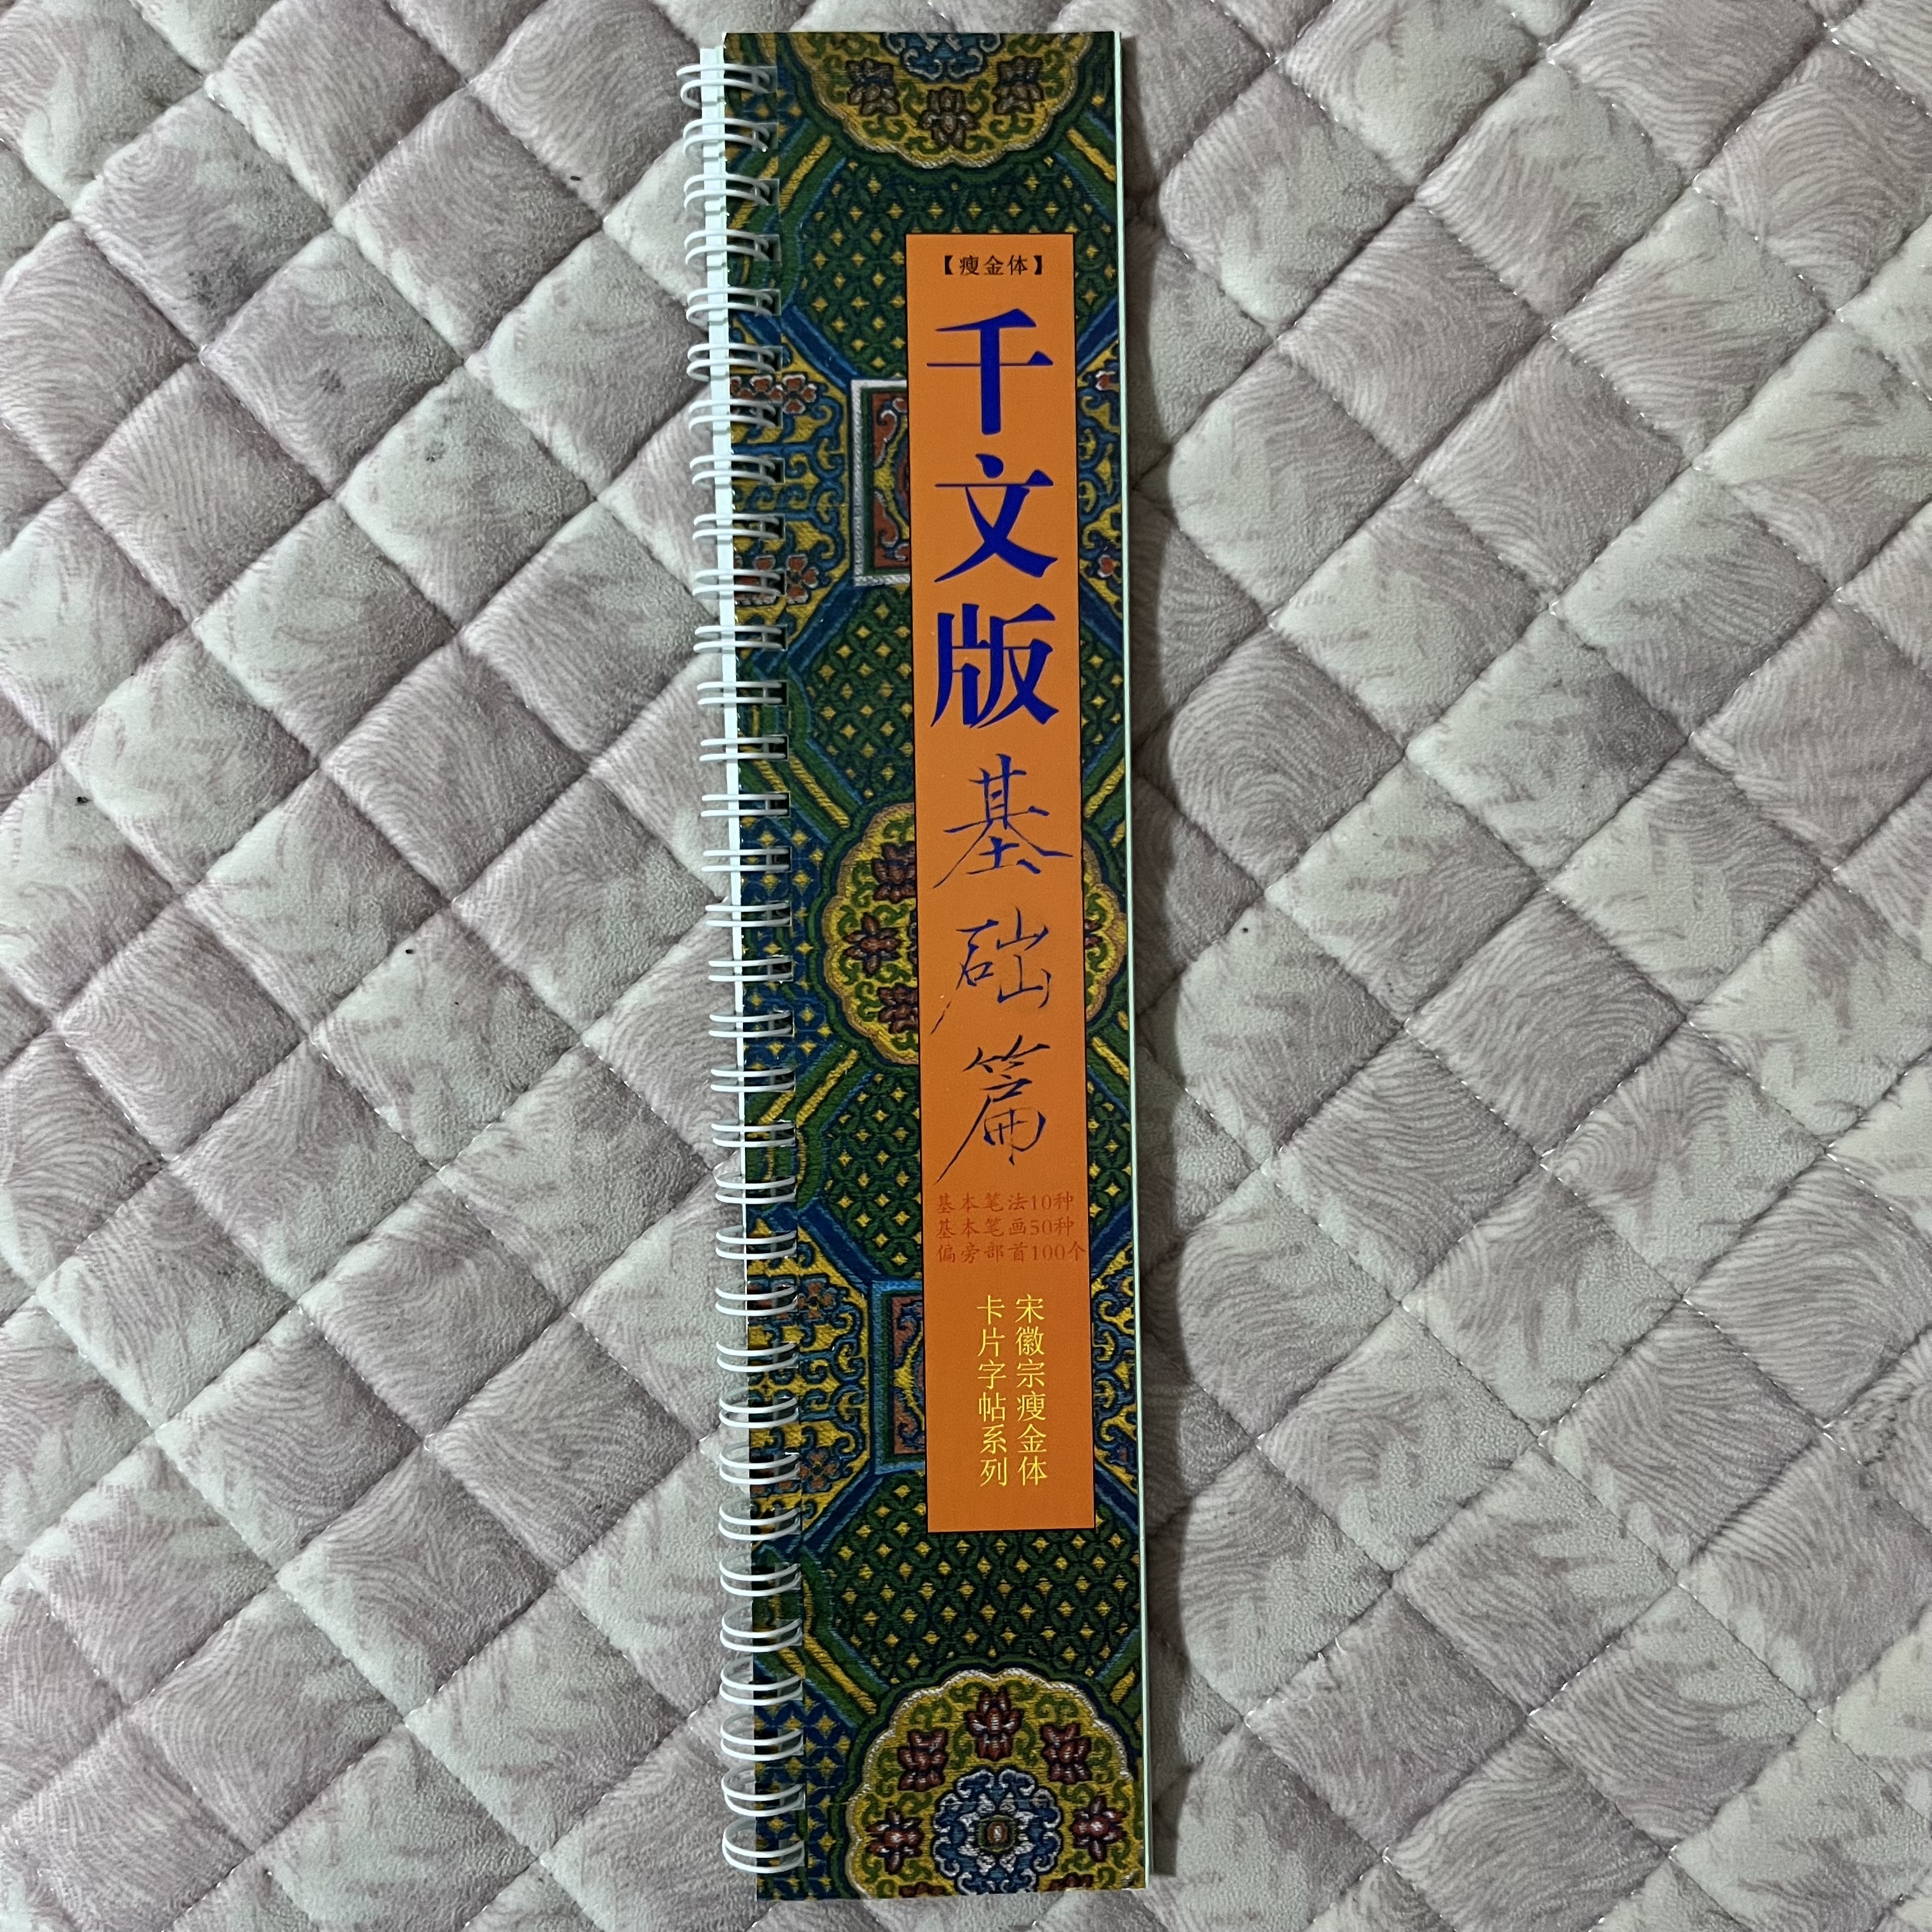 【瘦金体】
千文版基础篇
基本笔法10种
基本笔画50种
偏旁部首100个
宋徽宗瘦金体
卡片字帖系列